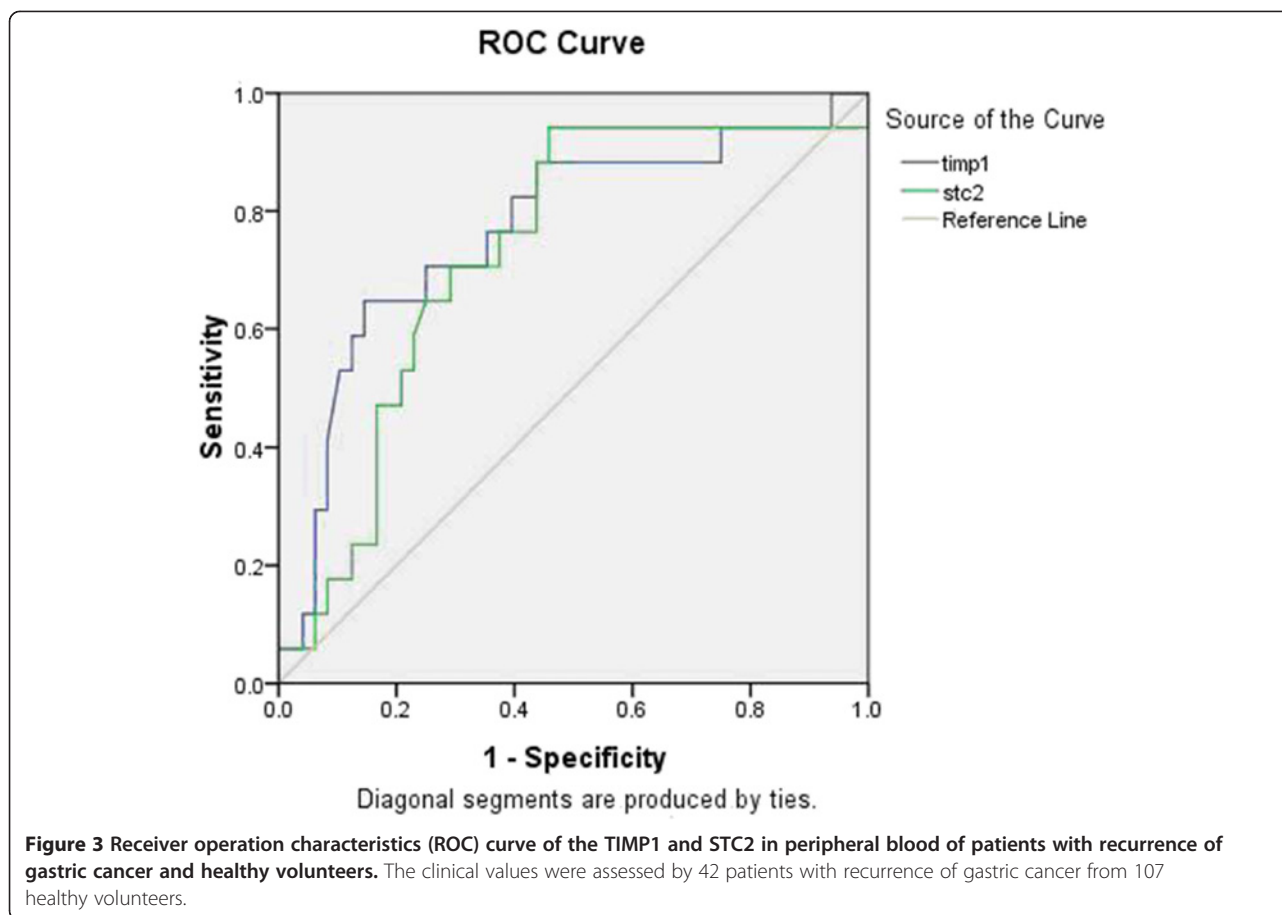 ROC Curve
1.0
0.8
0.6
0.4
0.2
0.0
Sensitivity
0.0 0.2 0.4 0.6 0.8 1.0
1 - Specificity
Diagonal segments are produced by ties.
Source of the Curve
timp1
stc2
Reference Line
Figure 3 Receiver operation characteristics (ROC) curve of the TIMP1 and STC2 in peripheral blood of patients with recurrence of
gastric cancer and healthy volunteers. The clinical values were assessed by 42 patients with recurrence of gastric cancer from 107
healthy volunteers.